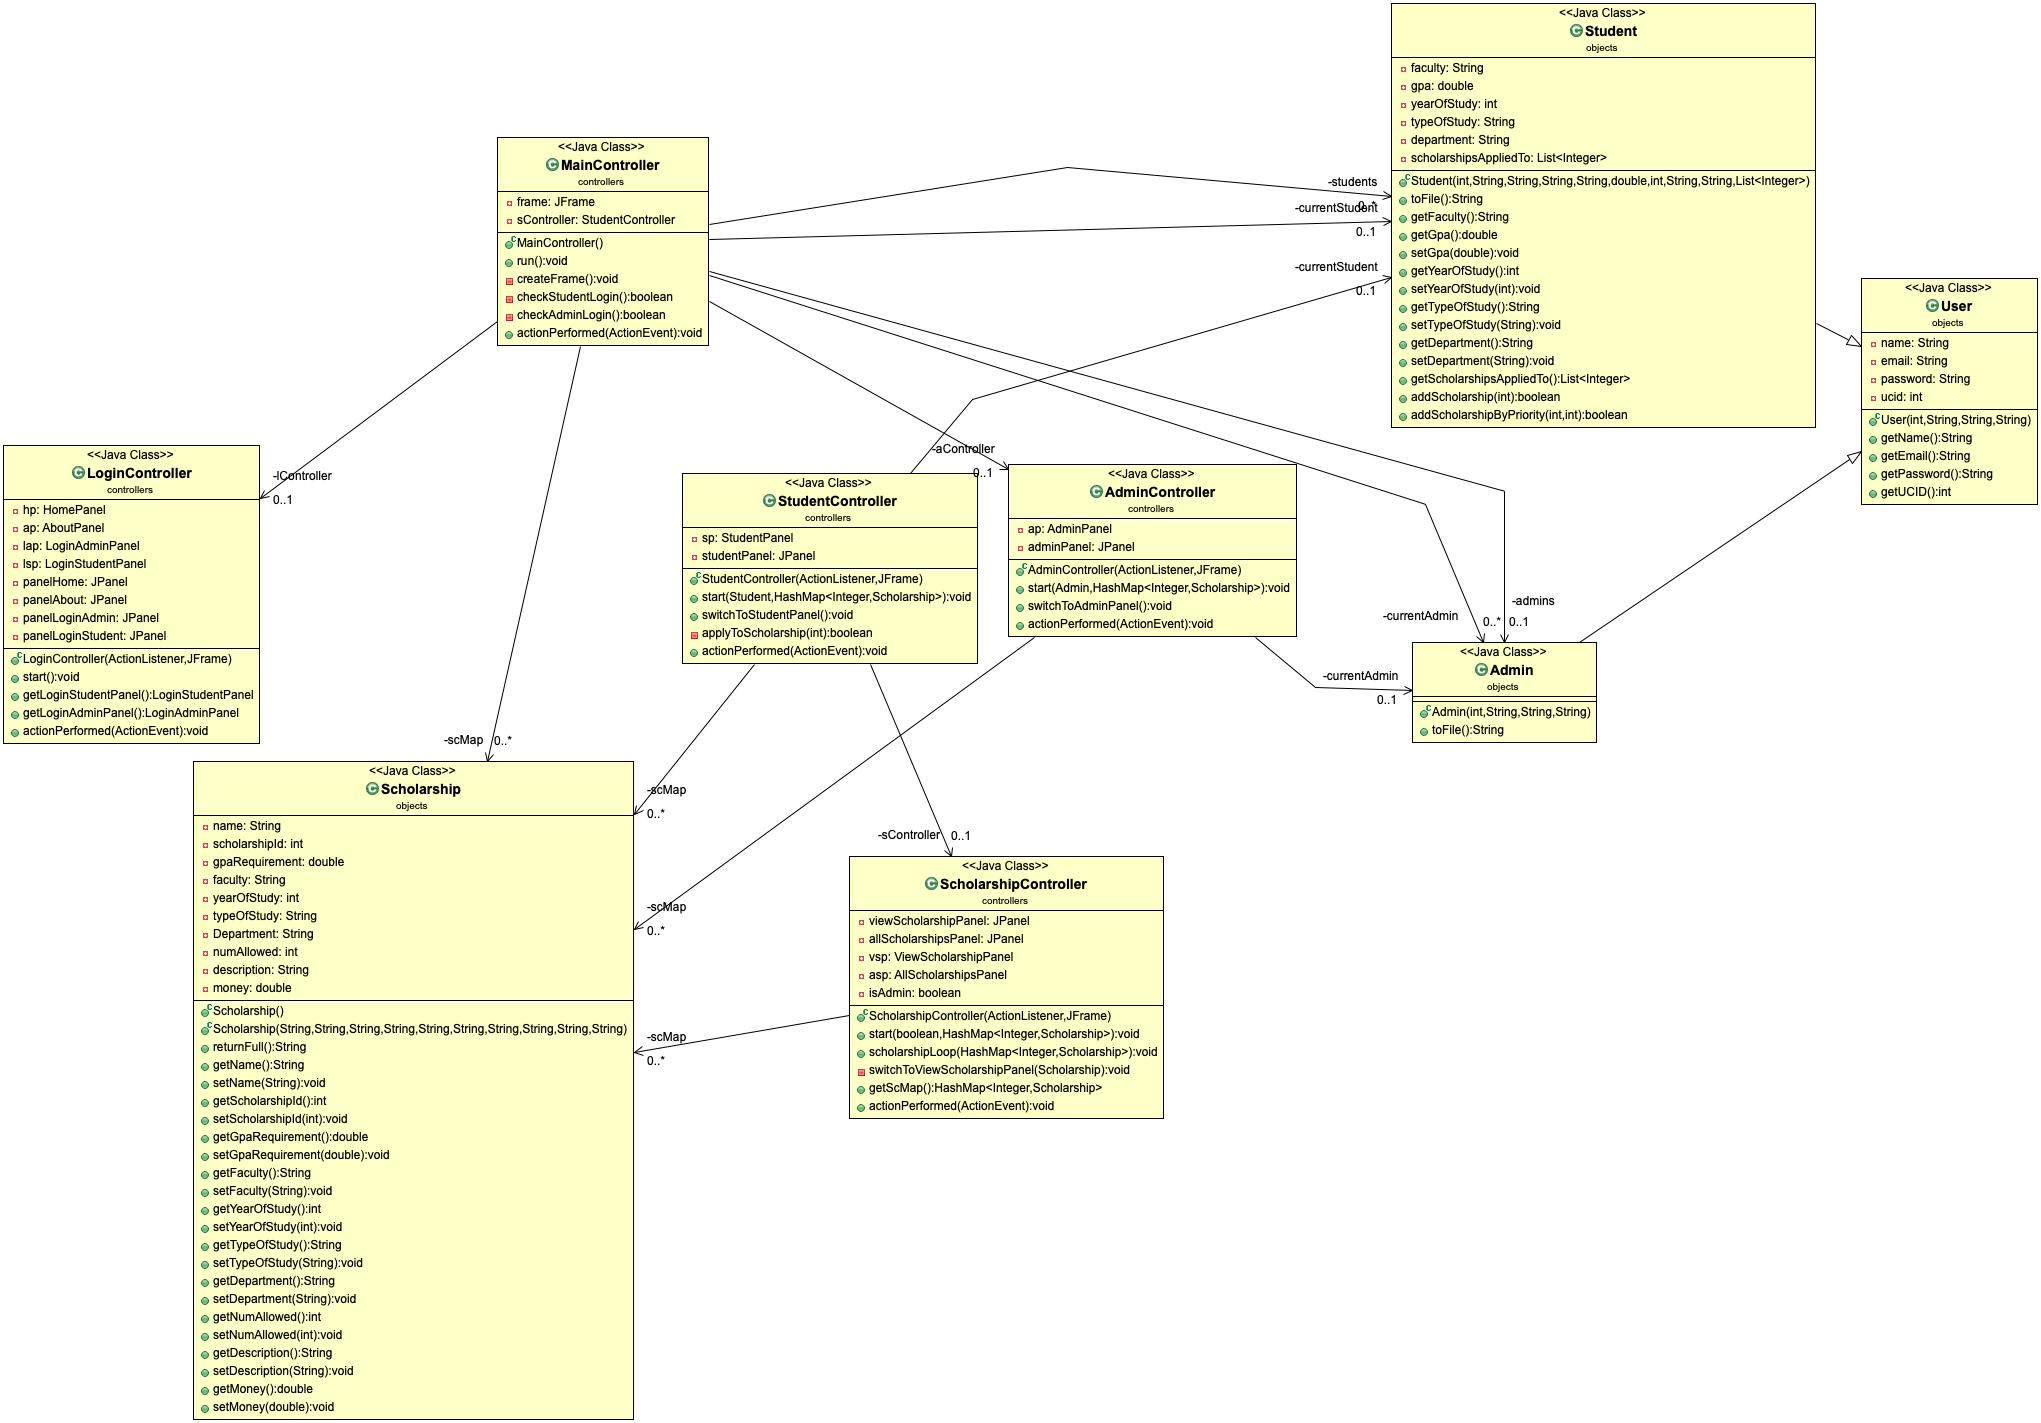 <<Java Class>>
Student
objects
faculty: String
gpa: double
yearOfStudy: int
typeOfStudy: String
department: String
scholarshipsAppliedTo: List<Integer>
Student(int,String,String,String,String,double,int,String,String,List<Integer>)
toFile():String
getFaculty():String
getGpa():double
setGpa(double):void
getYearOfStudy():int
setYearOfStudy(int):void
getTypeOfStudy():String
setTypeOfStudy(String):void
getDepartment():String
setDepartment(String):void
getScholarshipsAppliedTo():List<Integer>
addScholarship(int):boolean
addScholarshipByPriority(int,int):boolean
<<Java Class>>
MainController
controllers
frame: JFrame
sController: StudentController
MainController()
run():void
createFrame():void
checkStudentLogin():boolean
checkAdminLogin():boolean
actionPerformed(ActionEvent):void
-students
0..*
-currentStudent
0..1
-currentStudent
0..1
<<Java Class>>
User
objects
name: String
email: String
password: String
ucid: int
User(int,String,String,String)
getName():String
getEmail():String
getPassword():String
getUCID():int
<<Java Class>>
LoginController
controllers
hp: HomePanel
ap: AboutPanel
lap: LoginAdminPanel
lsp: LoginStudentPanel
panelHome: JPanel
panelAbout: JPanel
panelLoginAdmin: JPanel
panelLoginStudent: JPanel
LoginController(ActionListener,JFrame)
start():void
getLoginStudentPanel():LoginStudentPanel
getLoginAdminPanel():LoginAdminPanel
actionPerformed(ActionEvent):void
-lController
0..1
-aController
0..1
<<Java Class>>
StudentController
controllers
sp: StudentPanel
studentPanel: JPanel
StudentController(ActionListener,JFrame)
start(Student,HashMap<Integer,Scholarship>):void
switchToStudentPanel():void
applyToScholarship(int):boolean
actionPerformed(ActionEvent):void
<<Java Class>>
AdminController
controllers
ap: AdminPanel
adminPanel: JPanel
AdminController(ActionListener,JFrame)
start(Admin,HashMap<Integer,Scholarship>):void
switchToAdminPanel():void
actionPerformed(ActionEvent):void
-currentAdmin
0..*
-admins
0..1
-currentAdmin
0..1
<<Java Class>>
Admin
objects
Admin(int,String,String,String)
toFile():String
-scMap
0..*
<<Java Class>>
Scholarship
objects
name: String
scholarshipId: int
gpaRequirement: double
faculty: String
yearOfStudy: int
typeOfStudy: String
Department: String
numAllowed: int
description: String
money: double
Scholarship()
Scholarship(String,String,String,String,String,String,String,String,String,String)
returnFull():String
getName():String
setName(String):void
getScholarshipId():int
setScholarshipId(int):void
getGpaRequirement():double
setGpaRequirement(double):void
getFaculty():String
setFaculty(String):void
getYearOfStudy():int
setYearOfStudy(int):void
getTypeOfStudy():String
setTypeOfStudy(String):void
getDepartment():String
setDepartment(String):void
getNumAllowed():int
setNumAllowed(int):void
getDescription():String
setDescription(String):void
getMoney():double
setMoney(double):void
-scMap
0..*
-scMap
0..*
-scMap
0..*
-sController
0..1
<<Java Class>>
ScholarshipController
controllers
viewScholarshipPanel: JPanel
allScholarshipsPanel: JPanel
vsp: ViewScholarshipPanel
asp: AllScholarshipsPanel
isAdmin: boolean
ScholarshipController(ActionListener,JFrame)
start(boolean,HashMap<Integer,Scholarship>):void
scholarshipLoop(HashMap<Integer,Scholarship>):void
switchToViewScholarshipPanel(Scholarship):void
getScMap():HashMap<Integer,Scholarship>
actionPerformed(ActionEvent):void